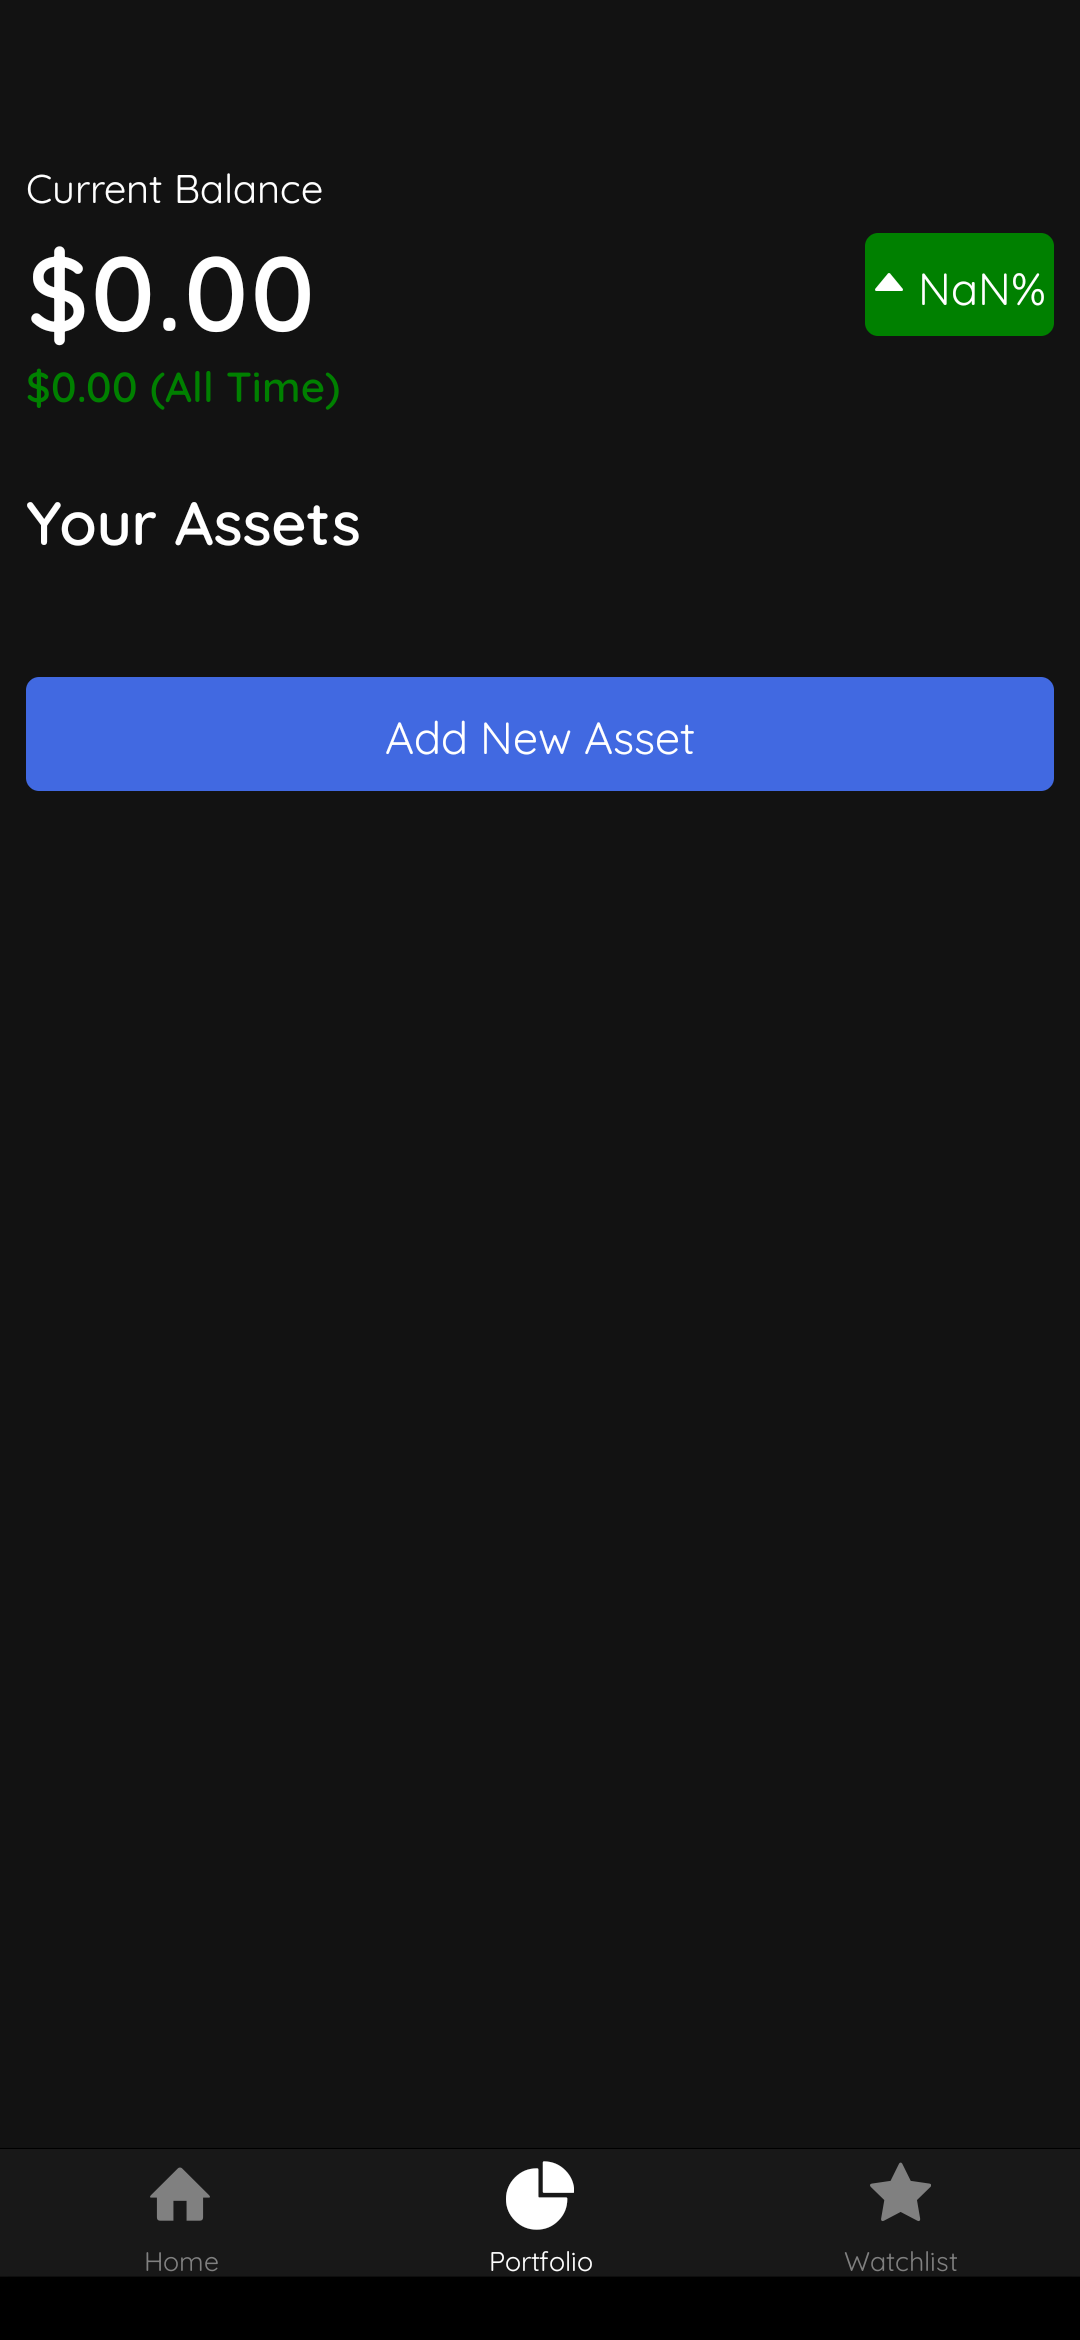 Current Balance
$0.00
NaN%
$0.00 (All Time)
Your Assets
Add New Asset
Home
Portfolio
Watchlist